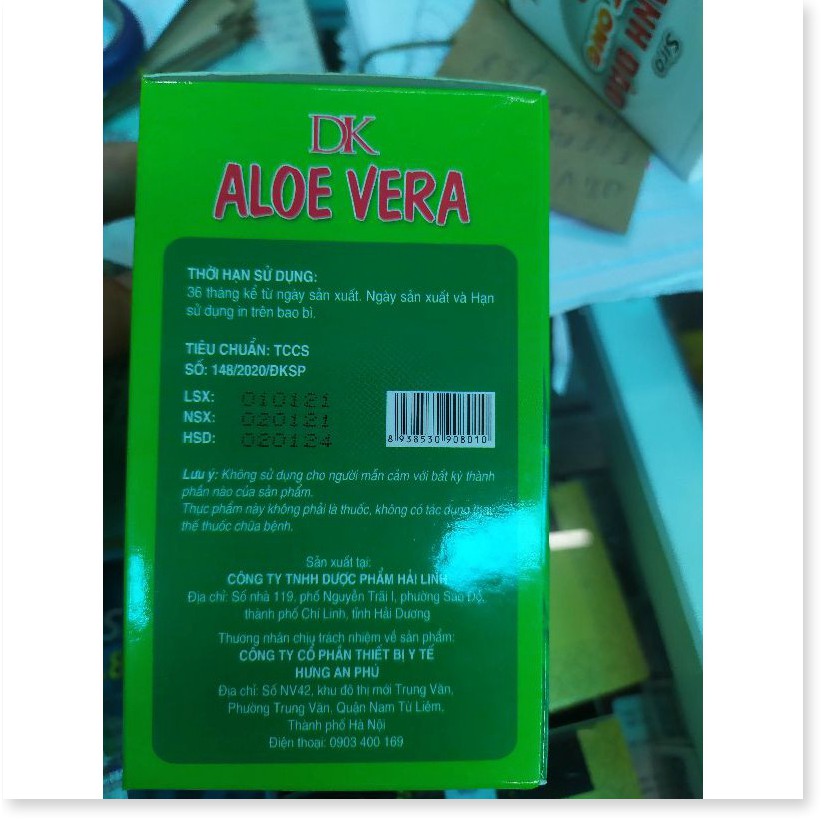 Siro
ÁNH DÀO
ONG
DK
ALOE VERA
THỜI HẠN SỬ DỤNG:
36 tháng kể từ ngày sản xuất. Ngày sản xuất và Hạn
sử dụng in trên bao bì.
TIÊU CHUẨN: TCCS
SỐ: 148/2020/ĐKSP
LSX: 010121
NSX: 020121
HSD: 020124
8 938530 908010
Lưu ý: Không sử dụng cho người mẫn cảm với bất kỳ thành
phần nào của sản phẩm.
Thực phẩm này không phải là thuốc, không có tác dụng thay
thế thuốc chữa bệnh.
Sản xuất tại:
CÔNG TY TNHH DƯỢC PHẨM HẢI LINH
Địa chỉ: Số nhà 119, phố Nguyễn Trãi I, phường Sao Đỏ,
thành phố Chí Linh, tỉnh Hải Dương
Thương nhân chịu trách nhiệm về sản phẩm:
CÔNG TY CỔ PHẦN THIẾT BỊ Y TẾ
HƯNG AN PHÚ
Địa chỉ: Số NV42, khu đô thị mới Trung Văn,
Phường Trung Văn, Quận Nam Từ Liêm,
Thành phố Hà Nội
Điện thoại: 0903 400 169